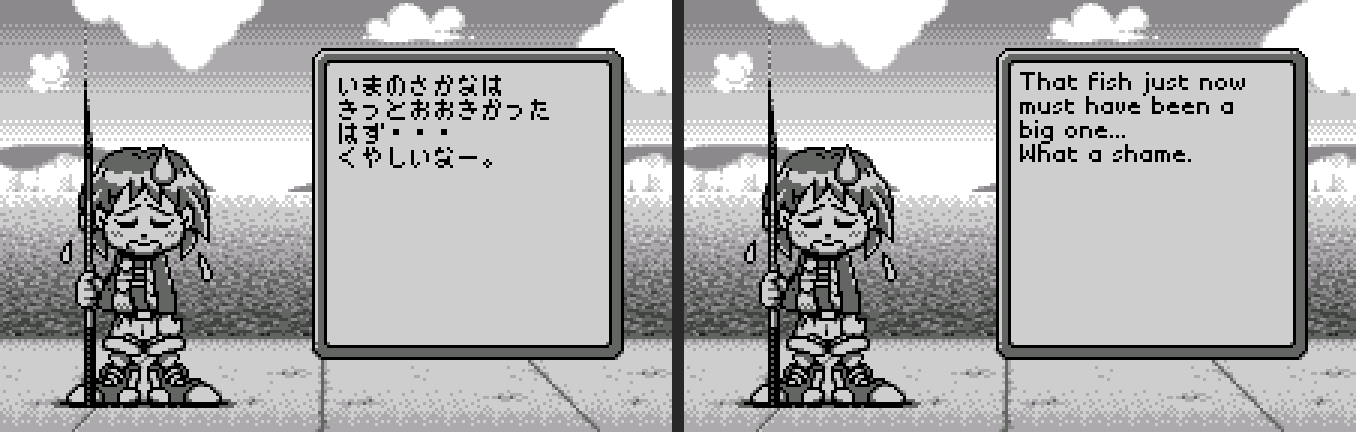 いまのさかなは
きっとおおきかった
はず・・・
くやしいなー。
That fish just now
must have been a
big one...
What a shame.